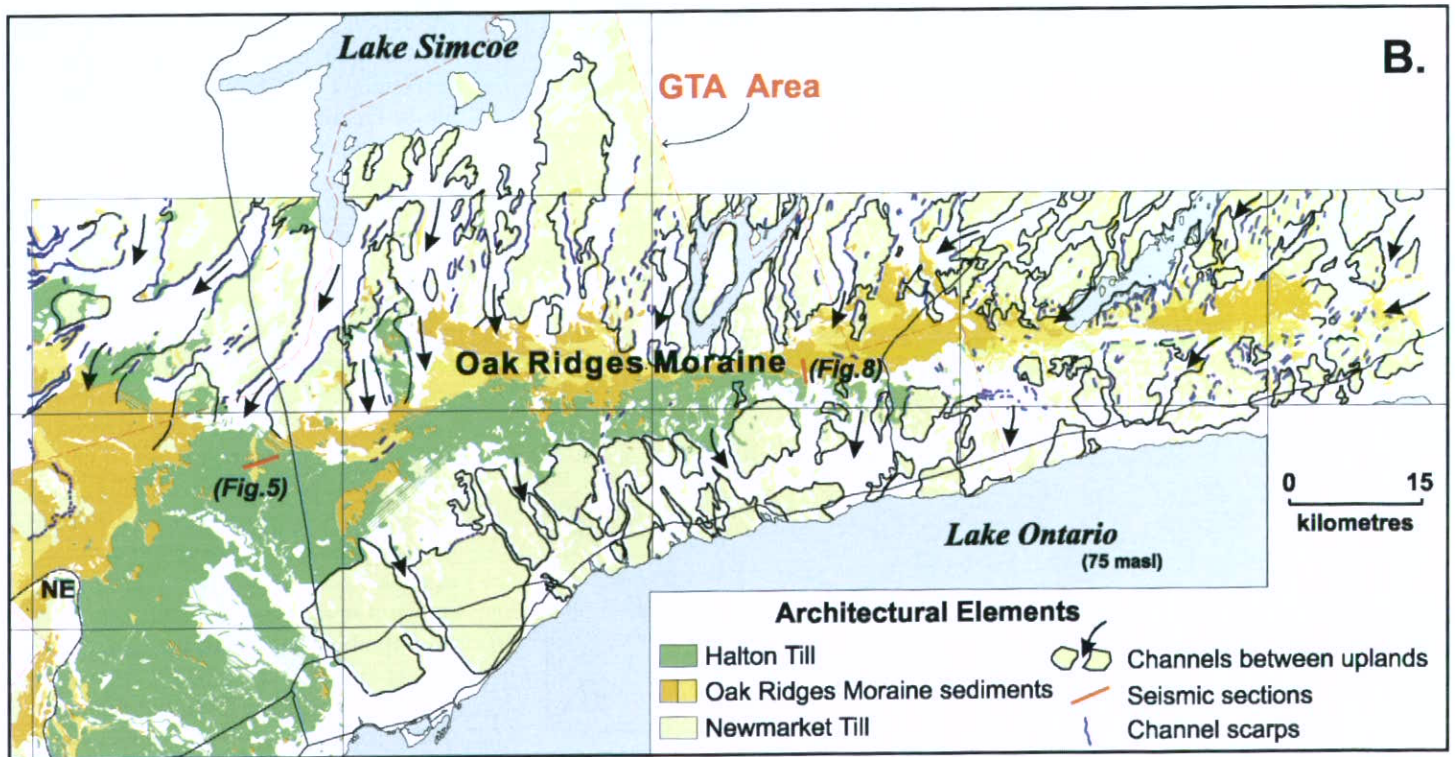 Lake Simcoe
B.
GTA Area
Oak Ridges Moraine
(Fig.8)
(Fig.5)
0 15
kilometres
Lake Ontario
(75 masl)
NE
Architectural Elements
Halton Till
Oak Ridges Moraine sediments
Newmarket Till
Channels between uplands
Seismic sections
Channel scarps